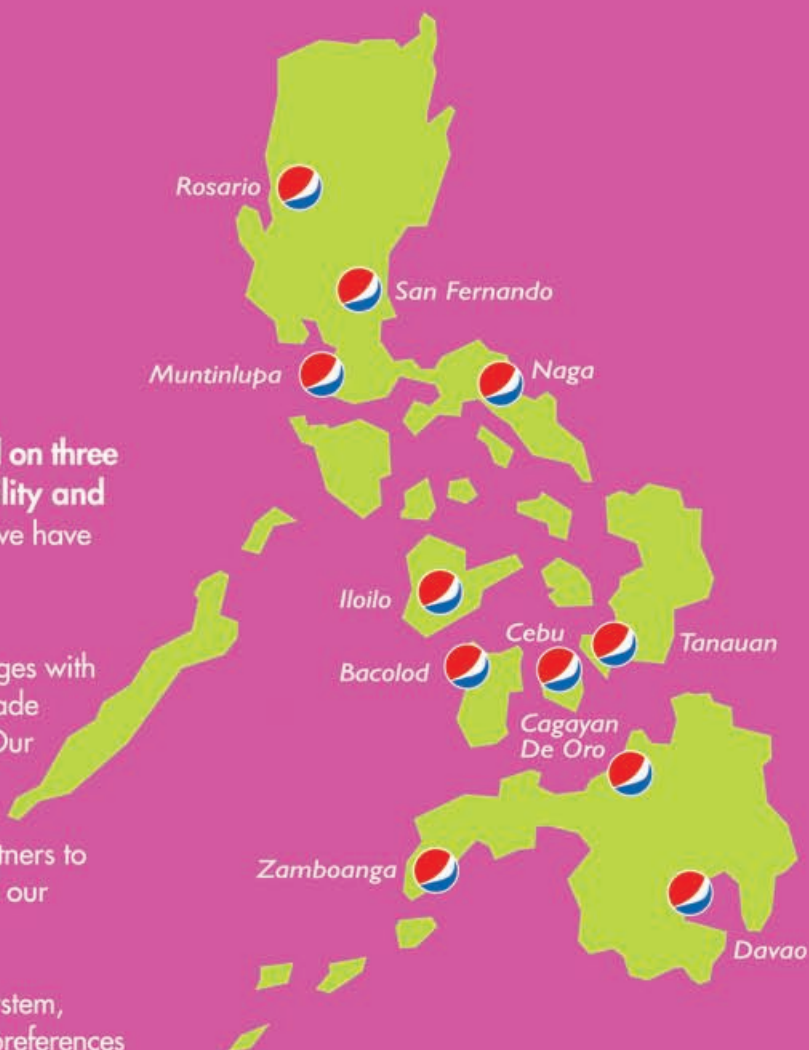 Rosario
San Fernando
Muntinlupa
Naga
on three
lity and
we have
Iloilo
Cebu
Tanauan
Bacolod
ges with
ade
Our
Cagayan
De Oro
tners to
our
Zamboanga
Davao
stem,
preferences